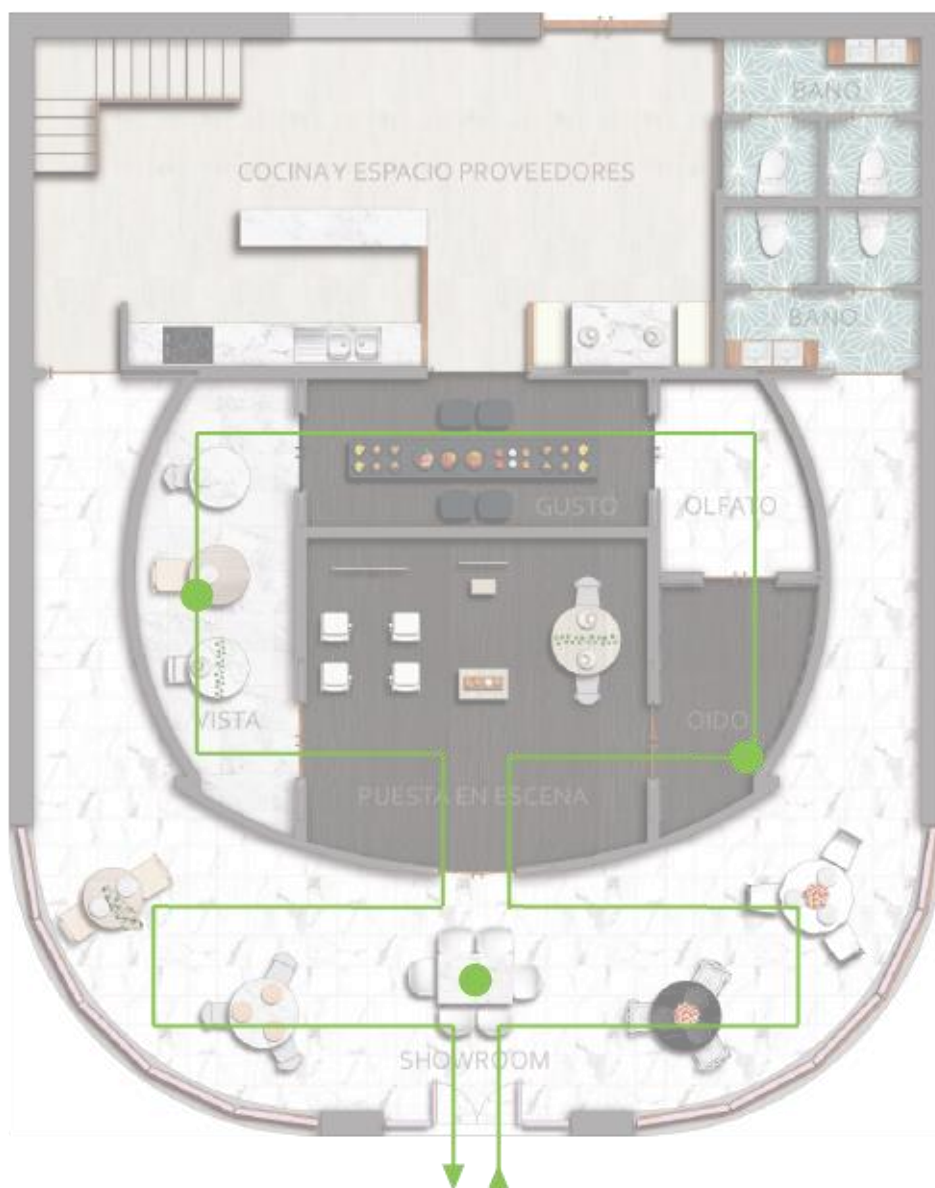 BAÑO
COCINA Y ESPACIO PROVEEDORES
BAÑO
GUSTO
OLFATO
VISTA
OIDO
PUESTA EN ESCENA
SHOWROOM